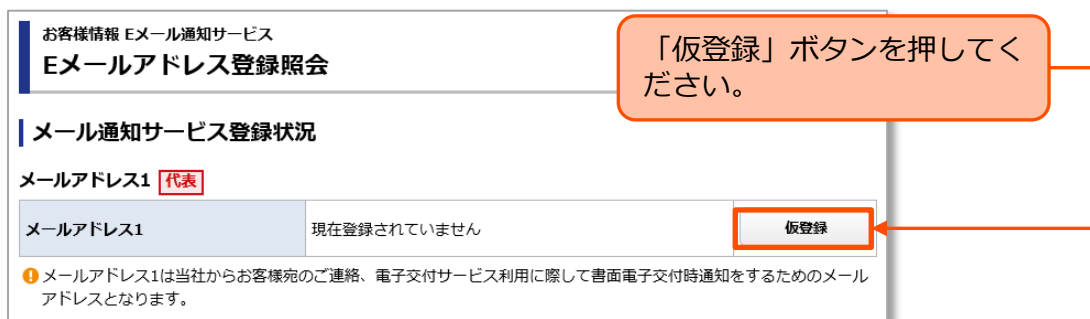 お客様情報 Eメール通知サービス
Eメールアドレス登録照会
「仮登録」ボタンを押してく
ださい。
メール通知サービス登録状況
メールアドレス1 代表
メールアドレス1 現在登録されていません 仮登録
メールアドレス1は当社からお客様宛のご連絡、電子交付サービス利用に際して書面電子交付時通知をするためのメール
アドレスとなります。